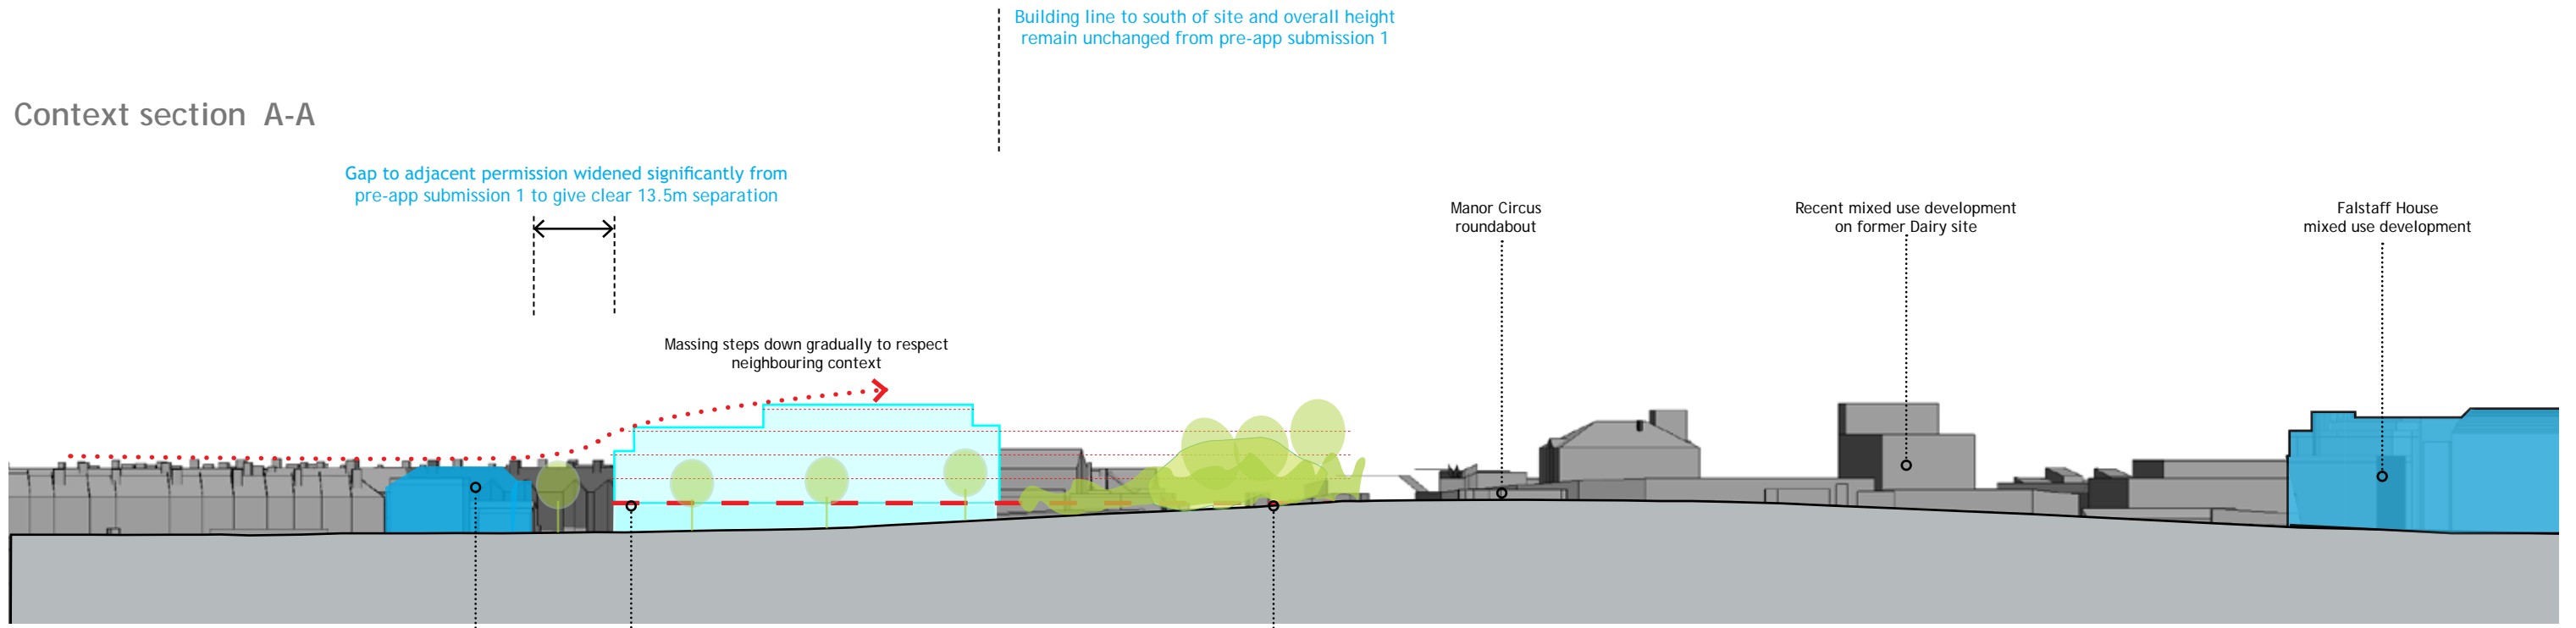 Building line to south of site and overall height
remain unchanged from pre-app submission 1
Context section A-A
Gap to adjacent permission widened significantly from
pre-app submission 1 to give clear 13.5m separation
Manor Circus
roundabout
Recent mixed use development
on former Dairy site
Falstaff House
mixed use development
Massing steps down gradually to respect
neighbouring context